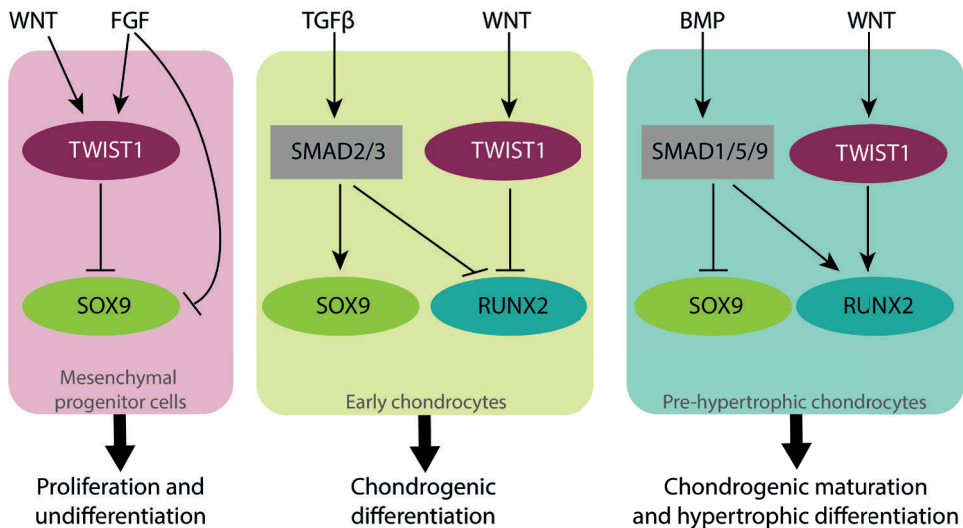 WNT
FGF
TWIST1
SOX9
Mesenchymal
progenitor cells
Proliferation and
undifferentiation
TGFβ
WNT
SMAD2/3
TWIST1
SOX9
RUNX2
Early chondrocytes
Chondrogenic
differentiation
BMP
WNT
SMAD1/5/9
TWIST1
SOX9
RUNX2
Pre-hypertrophic chondrocytes
Chondrogenic maturation
and hypertrophic differentiation